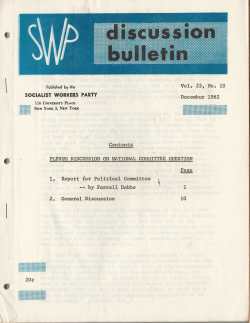 SWP
discussion
bulletin
Published by the
SOCIALIST WORKERS PARTY
116 UNIVERSITY PLACE
NEW YORK 3, NEW YORK
Vol. 23, No. 10
December 1962
Contents
PLENUM DISCUSSION ON NATIONAL COMMITTEE QUESTION
Page
1. Report for Political Committee
-- by Farrell Dobbs 1
2. General Discussion 10
20¢